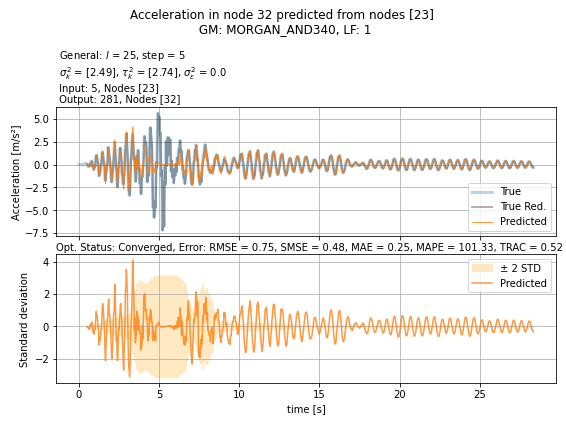 Acceleration in node 32 predicted from nodes [23]
GM: MORGAN_AND340, LF: 1
General: l = 25, step = 5
σ²ₖ = [2.49], τ²ₖ = [2.74], σ²ε = 0.0
Input: 5, Nodes [23]
Output: 281, Nodes [32]
Acceleration [m/s²]
5.0
2.5
0.0
−2.5
−5.0
−7.5
True
True Red.
Predicted
Opt. Status: Converged, Error: RMSE = 0.75, SMSE = 0.48, MAE = 0.25, MAPE = 101.33, TRAC = 0.52
Standard deviation
4
2
0
−2
± 2 STD
Predicted
0 5 10 15 20 25
time [s]